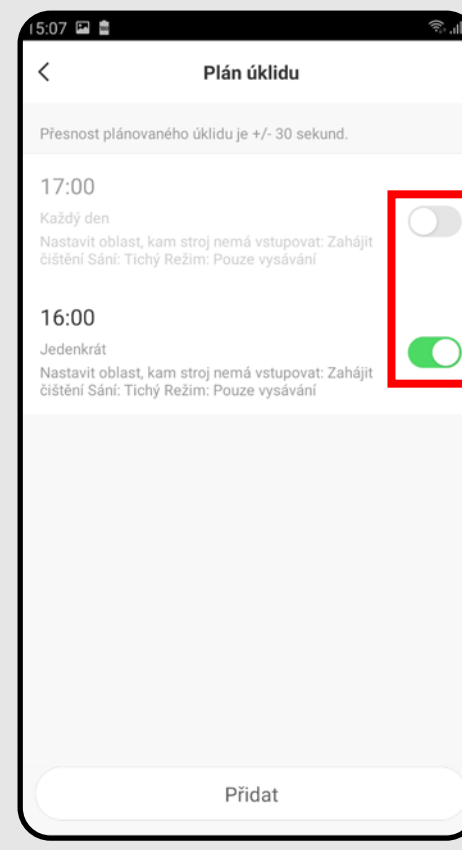 15:07
Plán úklidu
Přesnost plánovaného úklidu je +/- 30 sekund.
17:00
Každý den
Nastavit oblast, kam stroj nemá vstupovat: Zahájit
čištění Sání: Tichý Režim: Pouze vysávání
16:00
Jedenkrát
Nastavit oblast, kam stroj nemá vstupovat: Zahájit
čištění Sání: Tichý Režim: Pouze vysávání
Přidat